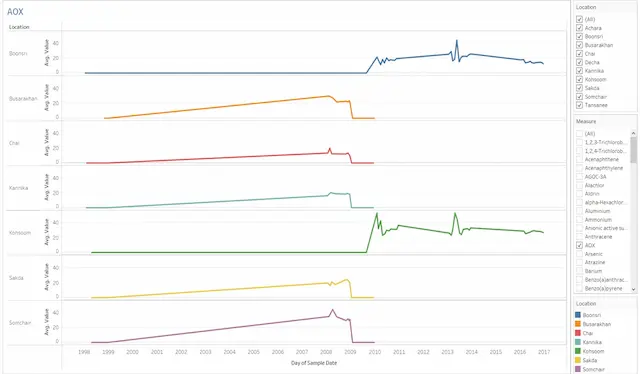 AOX
Location
Boonsri
Avg. Value
40
20
0
Busarakhan
Avg. Value
40
20
0
Chai
Avg. Value
40
20
0
Kannika
Avg. Value
40
20
0
Kohsoom
Avg. Value
40
20
0
Sakda
Avg. Value
40
20
0
Somchair
Avg. Value
40
20
0
1998 1999 2000 2001 2002 2003 2004 2005 2006 2007 2008 2009 2010 2011 2012 2013 2014 2015 2016 2017
Day of Sample Date
Location
(All)
Achara
Boonsri
Busarakhan
Chai
Decha
Kannika
Kohsoom
Sakda
Somchair
Tansanee
Measure
(All)
1,2,3-Trichlorob...
1,2,4-Trichlorob...
Acenaphthene
Acenaphthylene
AGOC-3A
Alachlor
Aldrin
alpha-Hexachlor...
Aluminium
Ammonium
Anionic active su...
Anthracene
AOX
Arsenic
Atrazine
Barium
Benzo(a)anthrac...
Benzo(a)pyrene
Location
Boonsri
Busarakhan
Chai
Kannika
Kohsoom
Sakda
Somchair